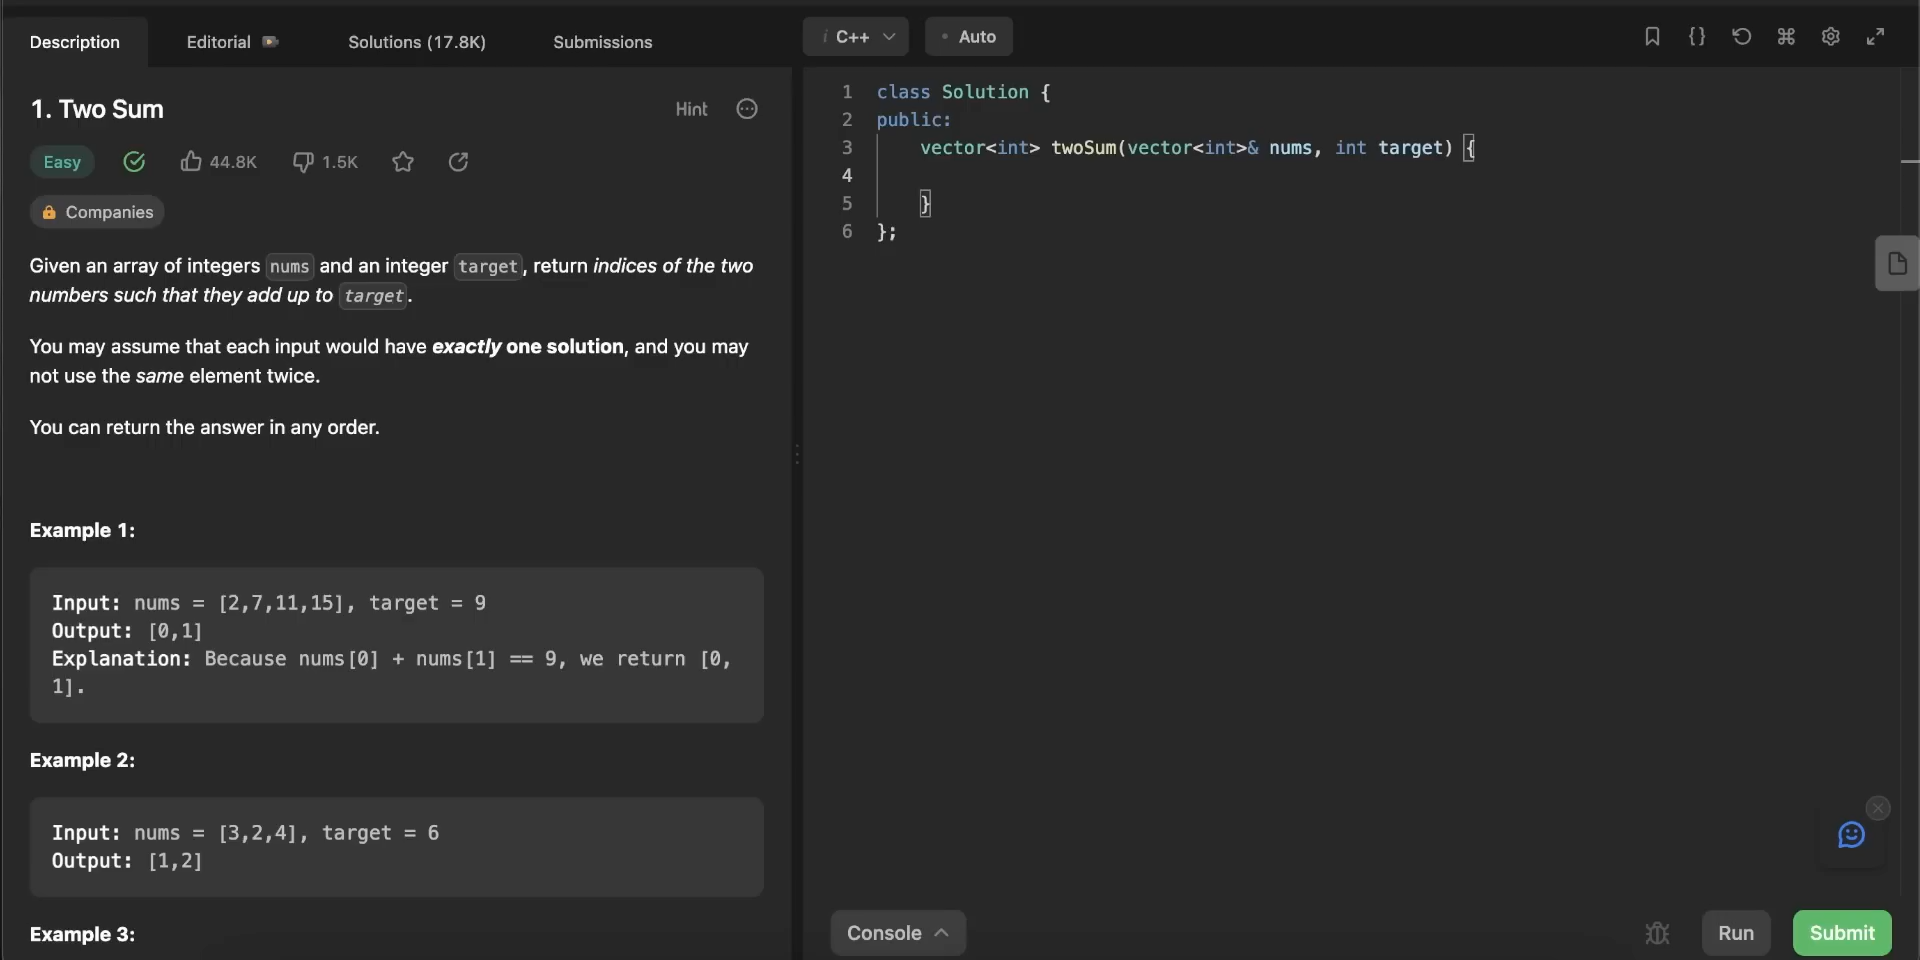 Description
Editorial
Solutions (17.8K)
Submissions
i C++
• Auto
1. Two Sum
Hint
Easy
44.8K
1.5K
Companies
Given an array of integers nums and an integer target, return indices of the two
numbers such that they add up to target.
You may assume that each input would have exactly one solution, and you may
not use the same element twice.
You can return the answer in any order.
Example 1:
Input: nums = [2,7,11,15], target = 9
Output: [0,1]
Explanation: Because nums[0] + nums[1] == 9, we return [0,
1].
Example 2:
Input: nums = [3,2,4], target = 6
Output: [1,2]
Example 3:
1 class Solution {
2 public:
3     vector<int> twoSum(vector<int>& nums, int target) {
4
5     }
6 };
Console
Run
Submit